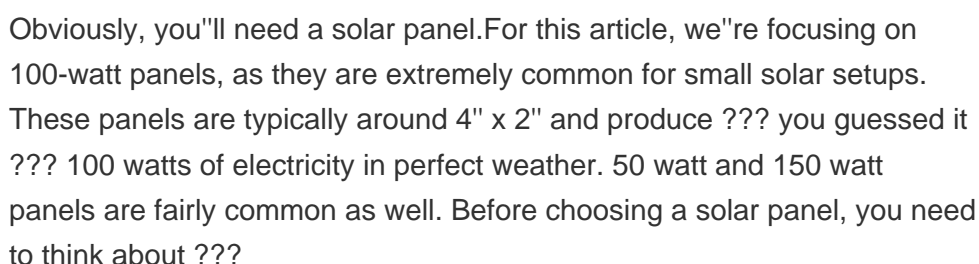 Obviously, you"ll need a solar panel.For this article, we"re focusing on
100-watt panels, as they are extremely common for small solar setups.
These panels are typically around 4" x 2" and produce ??? you guessed it
??? 100 watts of electricity in perfect weather. 50 watt and 150 watt
panels are fairly common as well. Before choosing a solar panel, you need
to think about ???